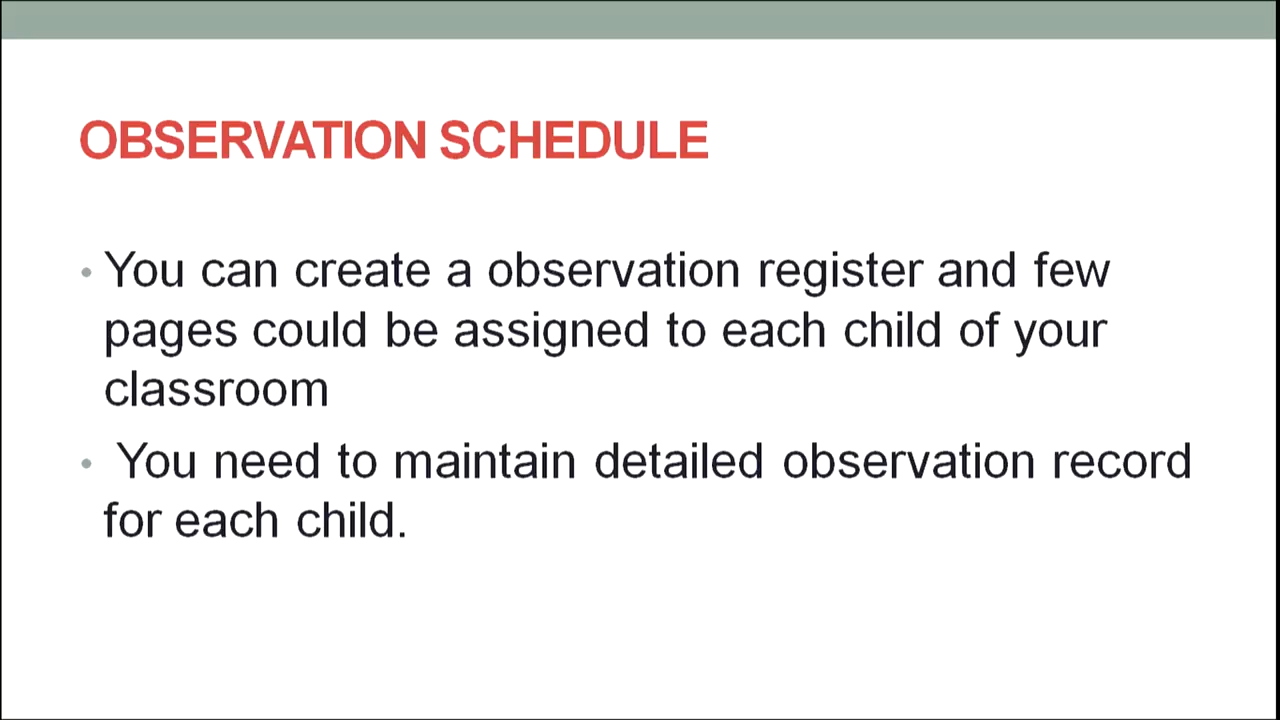 OBSERVATION SCHEDULE
• You can create a observation register and few
pages could be assigned to each child of your
classroom
• You need to maintain detailed observation record
for each child.